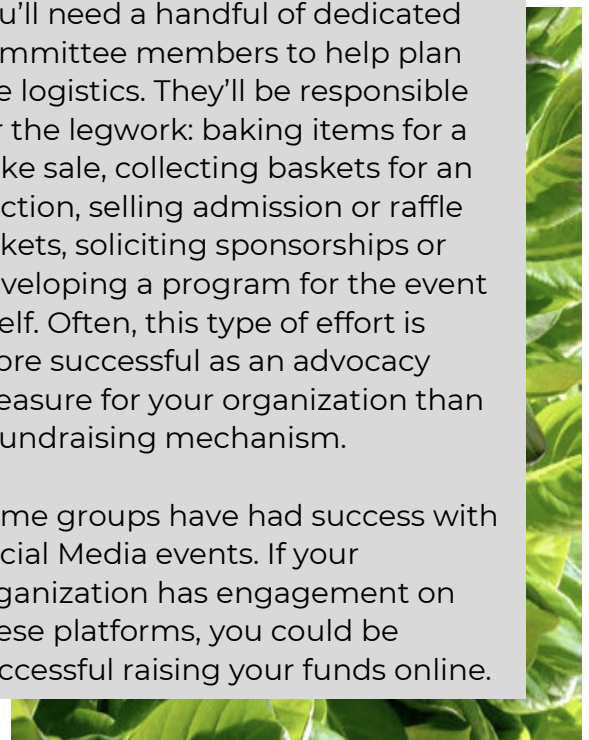 u'll need a handful of dedicated
mmittee members to help plan
e logistics. They'll be responsible
r the legwork: baking items for a
ke sale, collecting baskets for an
ction, selling admission or raffle
kets, soliciting sponsorships or
veloping a program for the event
elf. Often, this type of effort is
ore successful as an advocacy
easure for your organization than
undraising mechanism.
me groups have had success with
cial Media events. If your
ganization has engagement on
ese platforms, you could be
ccessful raising your funds online.